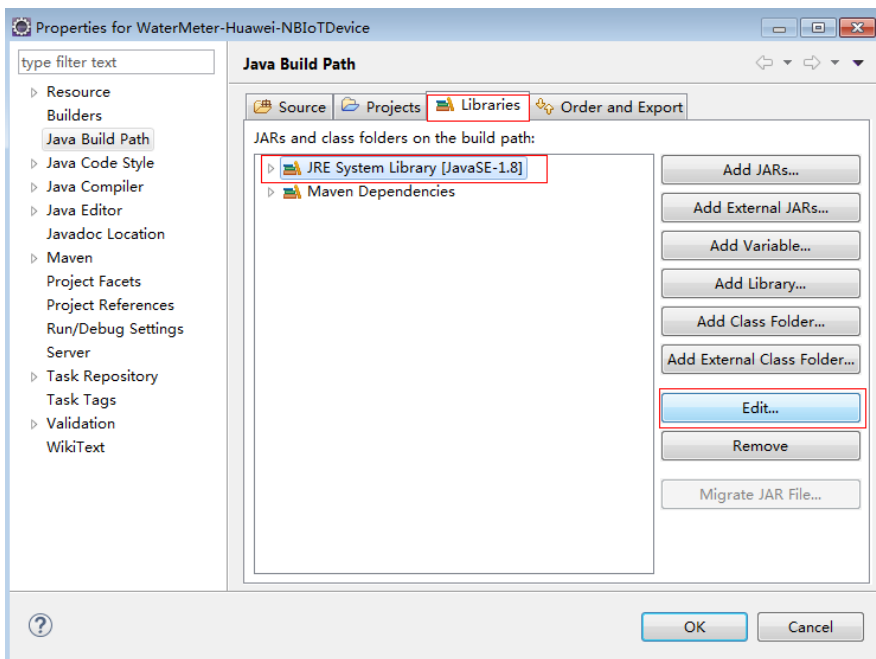 Properties for WaterMeter-Huawei-NBIoTDevice
type filter text
Resource
Builders
Java Build Path
Java Code Style
Java Compiler
Java Editor
Javadoc Location
Maven
Project Facets
Project References
Run/Debug Settings
Server
Task Repository
Task Tags
Validation
WikiText
Java Build Path
Source Projects Libraries Order and Export
JARs and class folders on the build path:
JRE System Library [JavaSE-1.8]
Maven Dependencies
Add JARs...
Add External JARs...
Add Variable...
Add Library...
Add Class Folder...
Add External Class Folder...
Edit...
Remove
Migrate JAR File...
OK Cancel